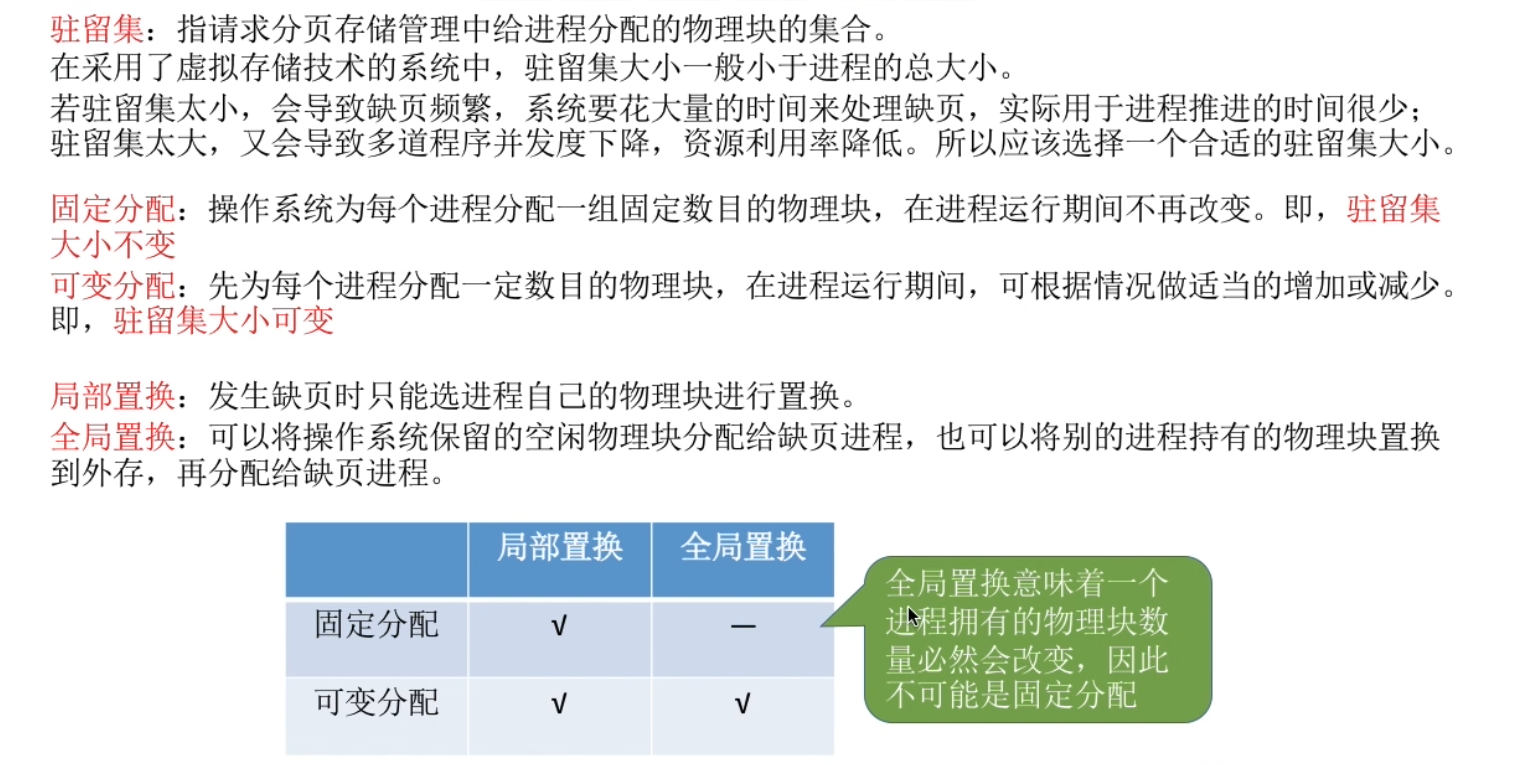 驻留集：指请求分页存储管理中给进程分配的物理块的集合。
在采用了虚拟存储技术的系统中，驻留集大小一般小于进程的总大小。
若驻留集太小，会导致缺页频繁，系统要花大量的时间来处理缺页，实际用于进程推进的时间很少；
驻留集太大，又会导致多道程序并发度下降，资源利用率降低。所以应该选择一个合适的驻留集大小。
固定分配：操作系统为每个进程分配一组固定数目的物理块，在进程运行期间不再改变。即，驻留集
大小不变
可变分配：先为每个进程分配一定数目的物理块，在进程运行期间，可根据情况做适当的增加或减少。
即，驻留集大小可变
局部置换：发生缺页时只能选进程自己的物理块进行置换。
全局置换：可以将操作系统保留的空闲物理块分配给缺页进程，也可以将别的进程持有的物理块置换
到外存，再分配给缺页进程。
局部置换 全局置换
固定分配 √ —
可变分配 √ √
全局置换意味着一个
进程拥有的物理块数
量必然会改变，因此
不可能是固定分配